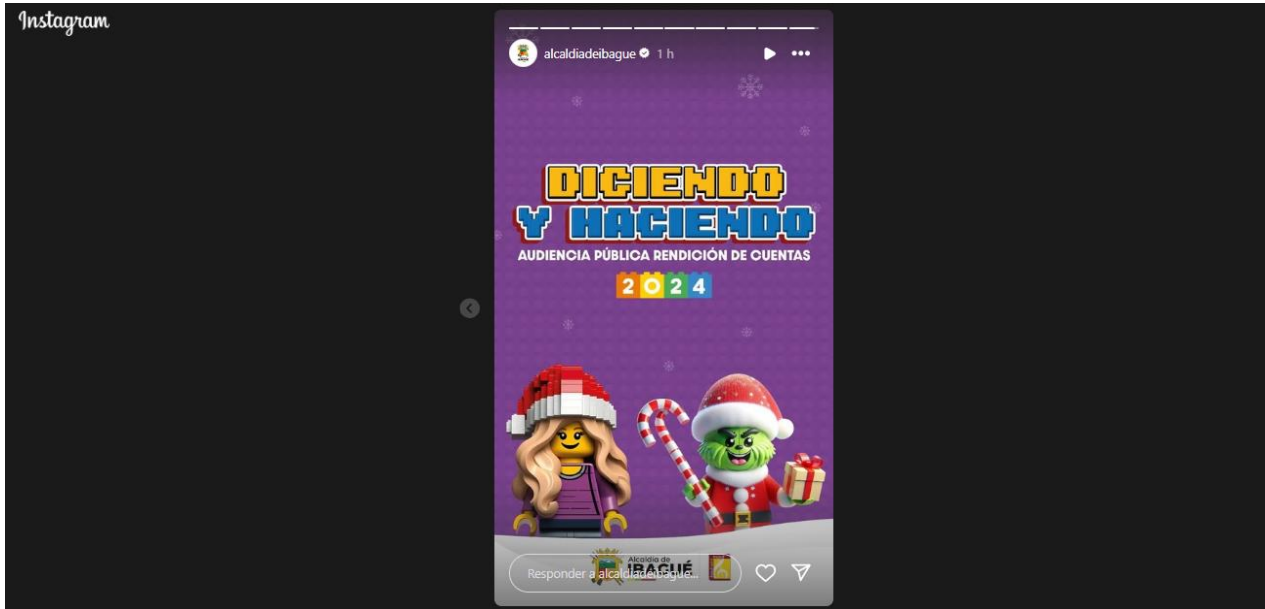 Instagram
alcaldiadeibague 1 h
DICIENDO
Y HACIENDO
AUDIENCIA PÚBLICA RENDICIÓN DE CUENTAS
2024
Alcaldía de
IBAGUÉ
Responder a alcaldiadeibague...